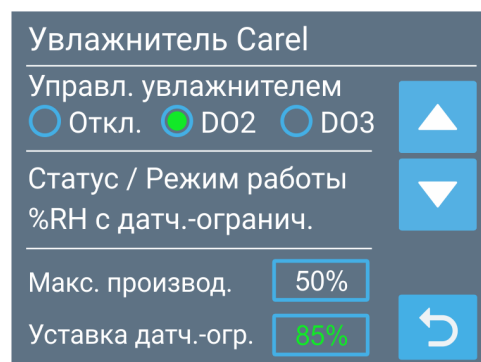 Увлажнитель Carel
Управл. увлажнителем
Откл. DO2 DO3
Статус / Режим работы
%RH с датч.-огранич.
Макс. производ. 50%
Уставка датч.-огр. 85%